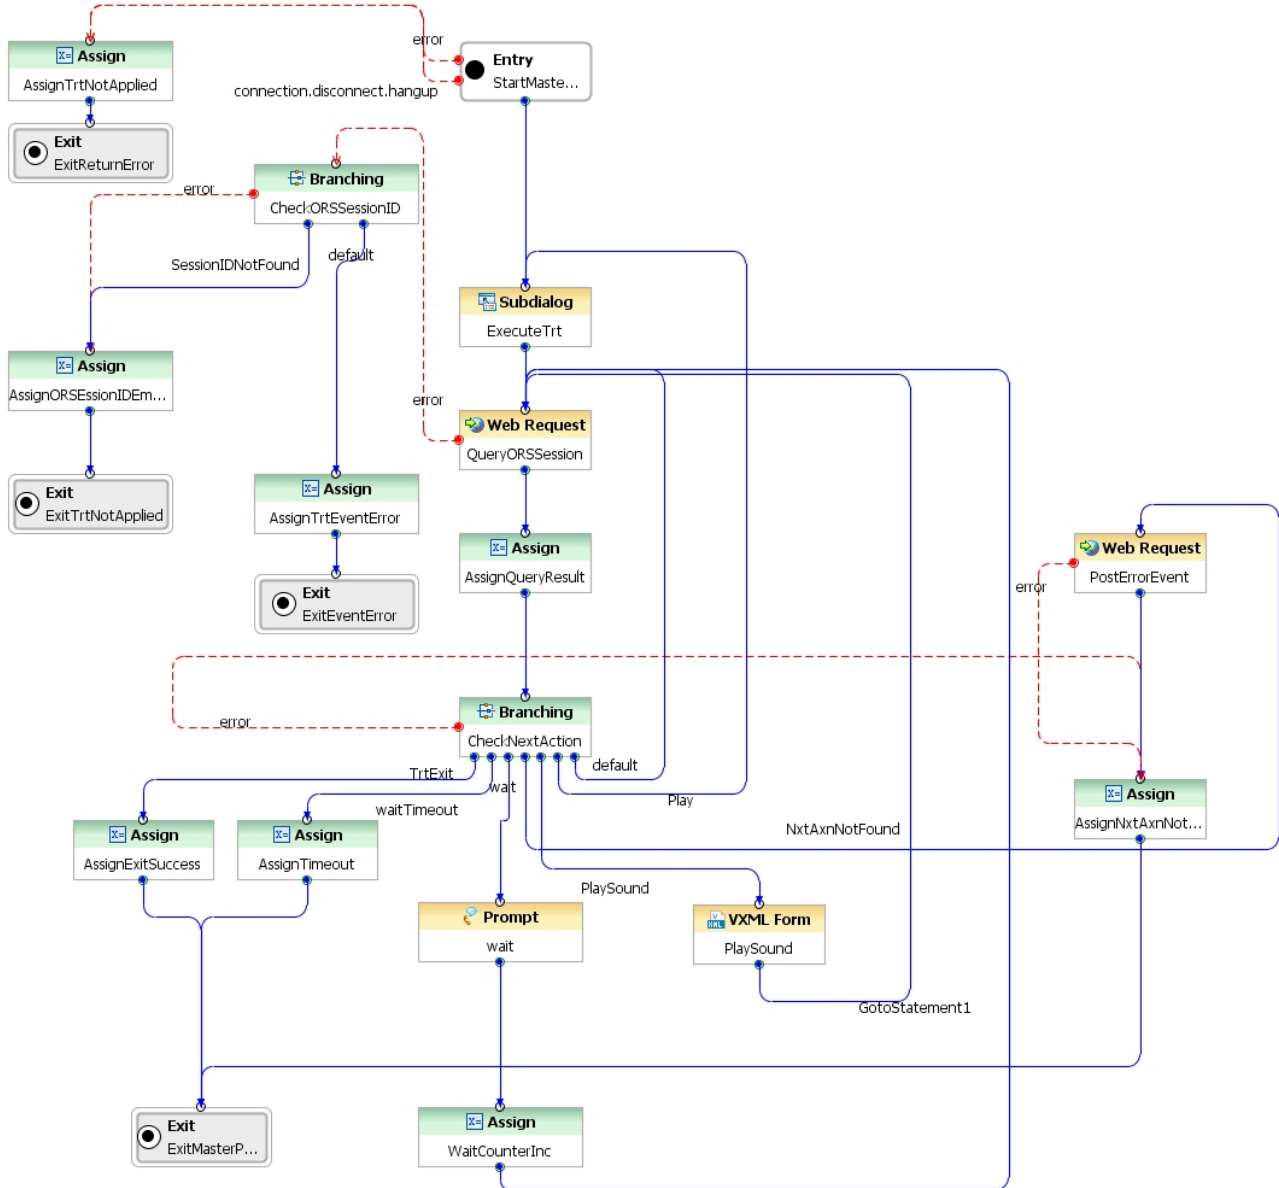 error
Assign
AssignTrtNotApplied
Entry
StartMaste...
connection.disconnect.hangup
Exit
ExitReturnError
Branching
CheckORSSessionID
error
SessionIDNotFound
default
Subdialog
ExecuteTrt
Assign
AssignORSEssionIDEm...
error
Web Request
QueryORSSession
Exit
ExitTrtNotApplied
Assign
AssignTrtEventError
Assign
AssignQueryResult
Web Request
PostErrorEvent
error
Exit
ExitEventError
error
Branching
CheckNextAction
TrtExit
waitTimeout
wait
default
Play
NxtAxnNotFound
Assign
AssignNxtAxnNot...
Assign
AssignExitSuccess
Assign
AssignTimeout
PlaySound
Prompt
wait
VXML Form
PlaySound
GotoStatement1
Exit
ExitMasterP...
Assign
WaitCounterInc